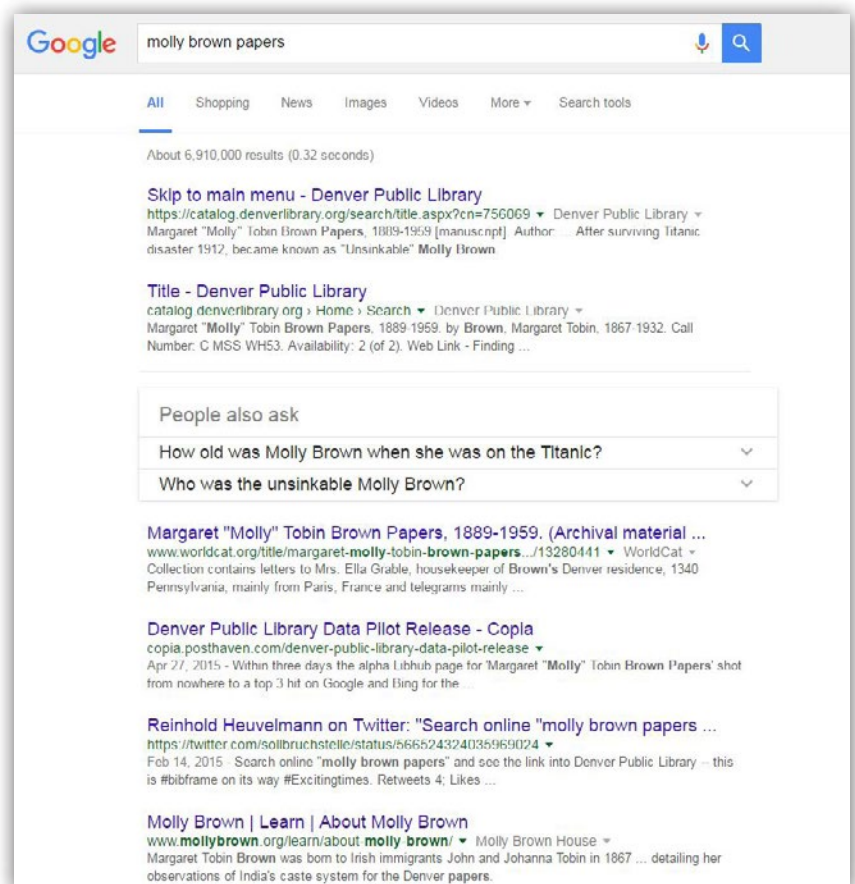 Google
molly brown papers
All Shopping News Images Videos More Search tools
About 6,910,000 results (0.32 seconds)
Skip to main menu - Denver Public Library
https://catalog.denverlibrary.org/search/title.aspx?cn=756069 Denver Public Library
Margaret "Molly" Tobin Brown Papers, 1889-1959 [manuscript] Author: ... After surviving Titanic
disaster 1912, became known as "Unsinkable" Molly Brown.
Title - Denver Public Library
catalog.denverlibrary.org › Home › Search Denver Public Library
Margaret "Molly" Tobin Brown Papers, 1889-1959. by Brown, Margaret Tobin, 1867-1932. Call
Number: C MSS WH53. Availability: 2 (of 2). Web Link - Finding ...
People also ask
How old was Molly Brown when she was on the Titanic?
Who was the unsinkable Molly Brown?
Margaret "Molly" Tobin Brown Papers, 1889-1959. (Archival material ...
www.worldcat.org/title/margaret-molly-tobin-brown-papers.../13280441 WorldCat
Collection contains letters to Mrs. Ella Grable, housekeeper of Brown's Denver residence, 1340
Pennsylvania, mainly from Paris, France and telegrams mainly ...
Denver Public Library Data Pilot Release - Copia
copia.posthaven.com/denver-public-library-data-pilot-release
Apr 27, 2015 - Within three days the alpha Libhub page for 'Margaret "Molly" Tobin Brown Papers' shot
from nowhere to a top 3 hit on Google and Bing for the ...
Reinhold Heuvelmann on Twitter: "Search online "molly brown papers ...
https://twitter.com/sollbruchstelle/status/566524324035969024
Feb 14, 2015 - Search online "molly brown papers" and see the link into Denver Public Library -- this
is #bibframe on its way #Excitingtimes. Retweets 4; Likes ...
Molly Brown | Learn | About Molly Brown
www.mollybrown.org/learn/about-molly-brown/ Molly Brown House
Margaret Tobin Brown was born to Irish immigrants John and Johanna Tobin in 1867 ... detailing her
observations of India's caste system for the Denver papers.